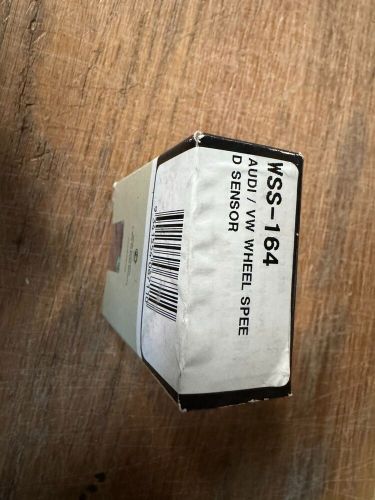 WSS-164
AUDI / VW WHEEL SPEE
D SENSOR